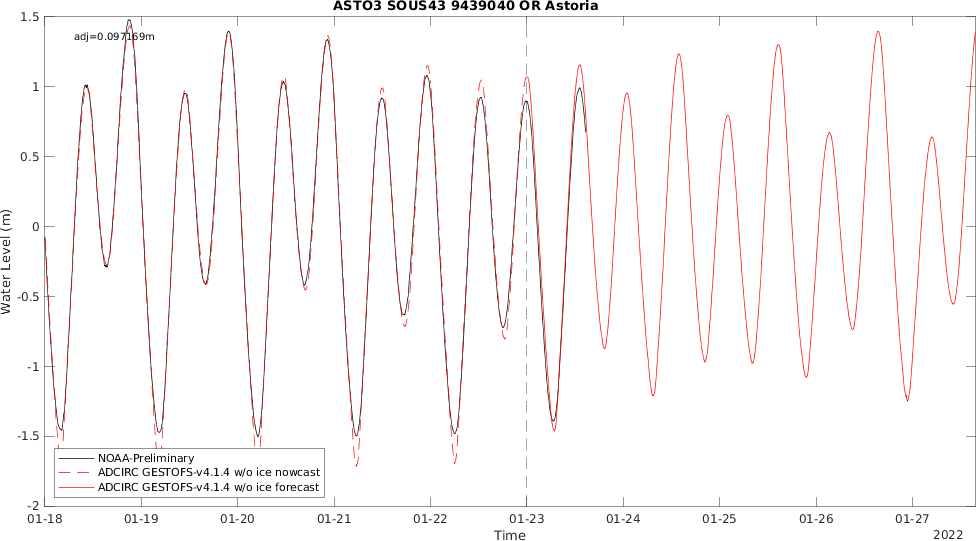 ASTO3 SOUS43 9439040 OR Astoria
adj=0.097169m
1.5
1
0.5
0
-0.5
-1
-1.5
-2
Water Level (m)
NOAA-Preliminary
ADCIRC GESTOFS-v4.1.4 w/o ice nowcast
ADCIRC GESTOFS-v4.1.4 w/o ice forecast
01-18 01-19 01-20 01-21 01-22 01-23 01-24 01-25 01-26 01-27
Time
2022